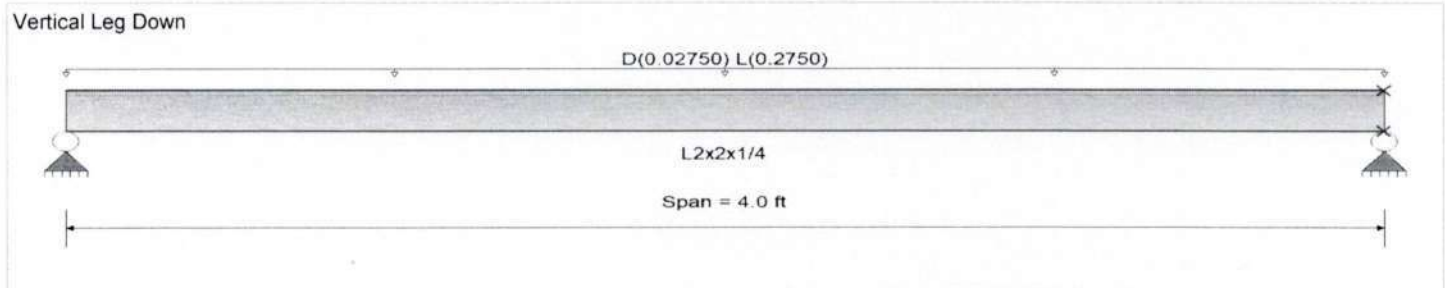 Vertical Leg Down
D(0.02750) L(0.2750)
L2x2x1/4
Span = 4.0 ft